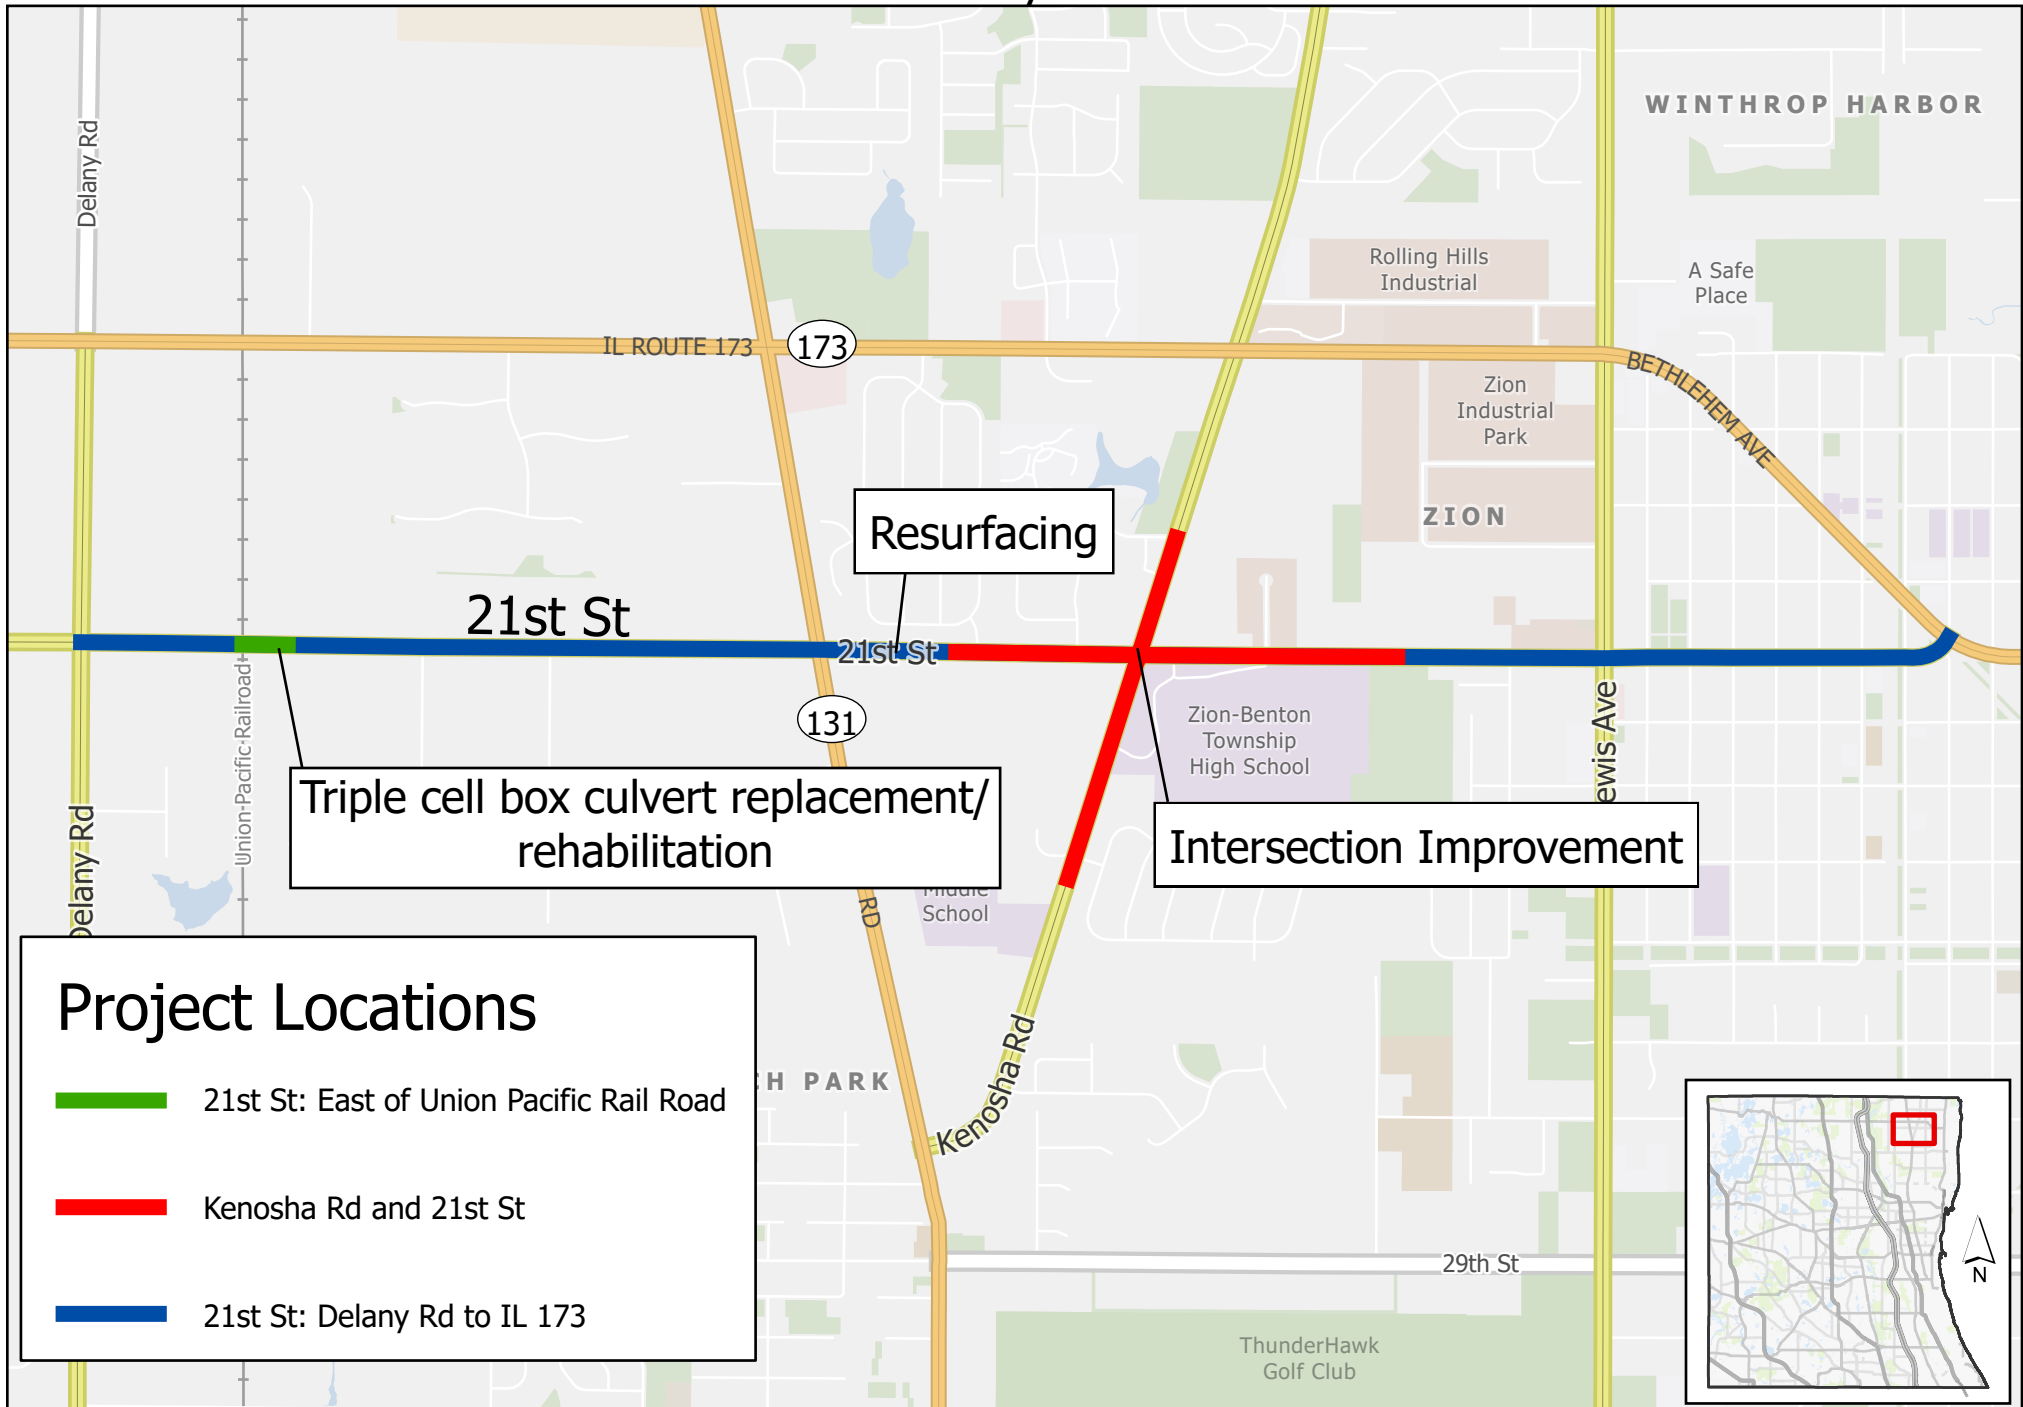 WINTHROP HARBOR
Delany Rd
Rolling Hills
Industrial
A Safe
Place
IL ROUTE 173
173
BETHLEHEM AVE
Zion
Industrial
Park
ZION
Resurfacing
21st St
21st St
Union-Pacific-Railroad
131
Zion-Benton
Township
High School
ewis Ave
Triple cell box culvert replacement/
rehabilitation
Intersection Improvement
Delany Rd
RD
Middle
School
Project Locations
21st St: East of Union Pacific Rail Road
Kenosha Rd and 21st St
21st St: Delany Rd to IL 173
H PARK
Kenosha Rd
29th St
N
ThunderHawk
Golf Club